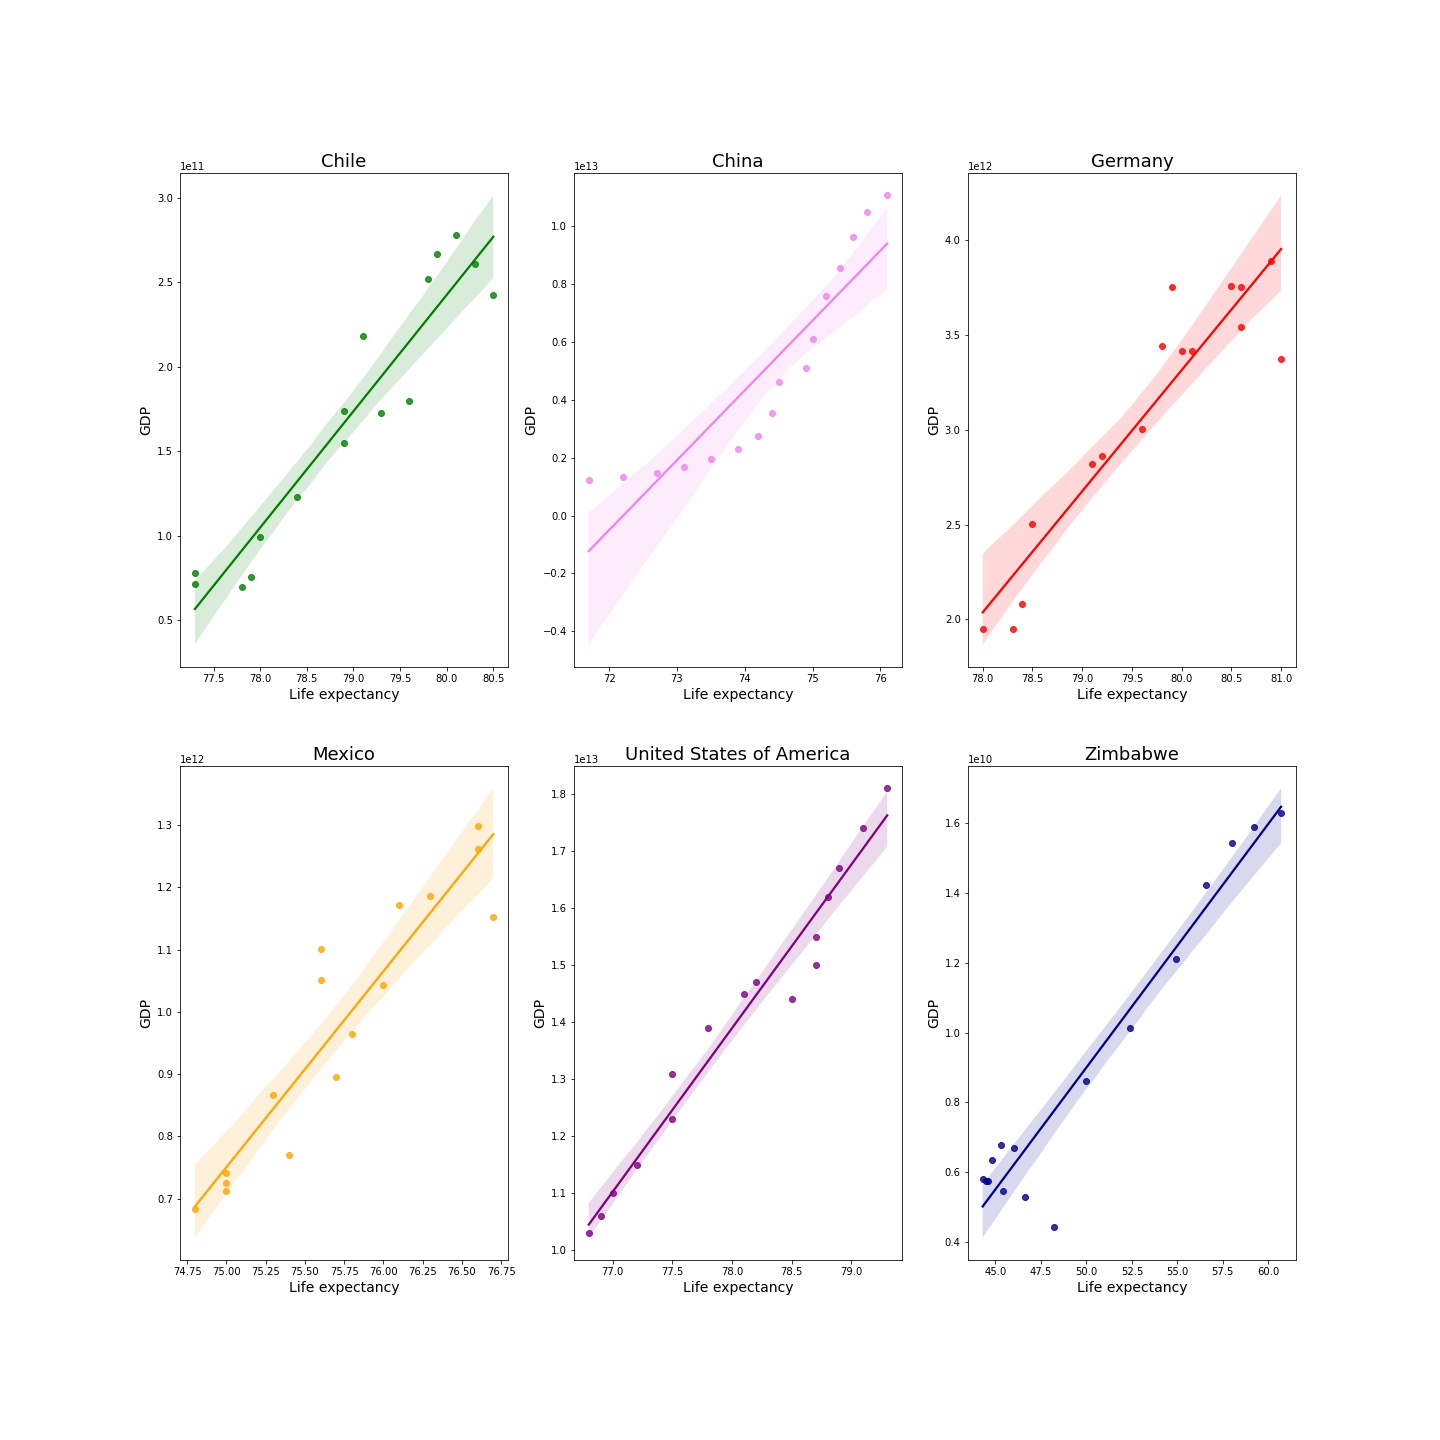 Chile
1e11
3.0
2.5
2.0
1.5
1.0
0.5
GDP
77.5 78.0 78.5 79.0 79.5 80.0 80.5
Life expectancy
China
1e13
1.0
0.8
0.6
0.4
0.2
0.0
−0.2
−0.4
GDP
72 73 74 75 76
Life expectancy
Germany
1e12
4.0
3.5
3.0
2.5
2.0
GDP
78.0 78.5 79.0 79.5 80.0 80.5 81.0
Life expectancy
Mexico
1e12
1.3
1.2
1.1
1.0
0.9
0.8
0.7
GDP
74.75 75.00 75.25 75.50 75.75 76.00 76.25 76.50 76.75
Life expectancy
United States of America
1e13
1.8
1.7
1.6
1.5
1.4
1.3
1.2
1.1
1.0
GDP
77.0 77.5 78.0 78.5 79.0
Life expectancy
Zimbabwe
1e10
1.6
1.4
1.2
1.0
0.8
0.6
0.4
GDP
45.0 47.5 50.0 52.5 55.0 57.5 60.0
Life expectancy